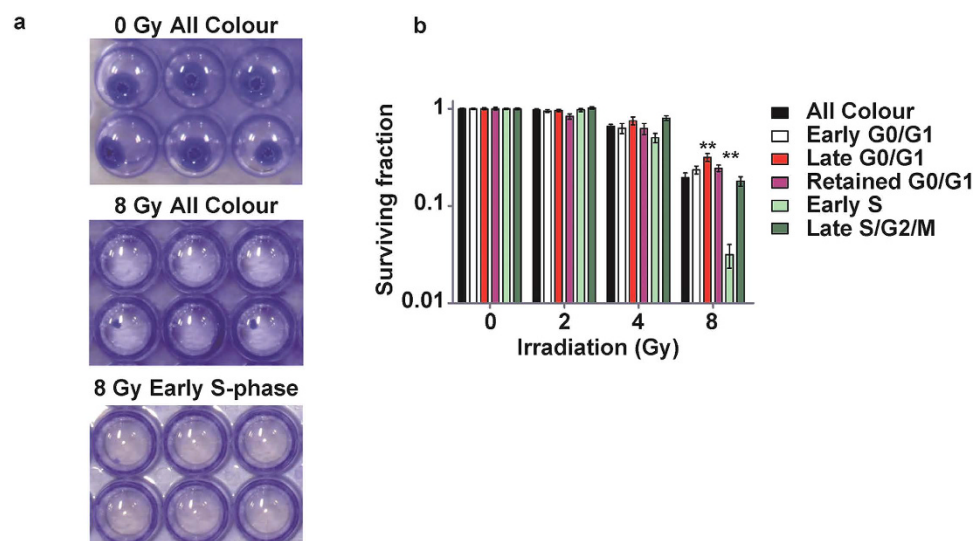 a
0 Gy All Colour
8 Gy All Colour
8 Gy Early S-phase
b
Surviving fraction
1
0.1
0.01
** **
0 2 4 8
Irradiation (Gy)
All Colour
Early G0/G1
Late G0/G1
Retained G0/G1
Early S
Late S/G2/M